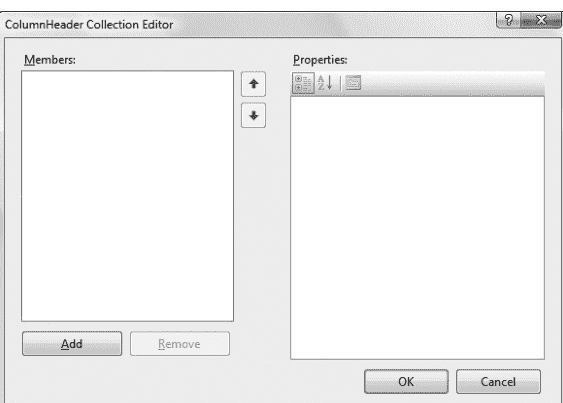 ColumnHeader Collection Editor
?
Members:
Properties:
A
Z
Add
Remove
OK
Cancel